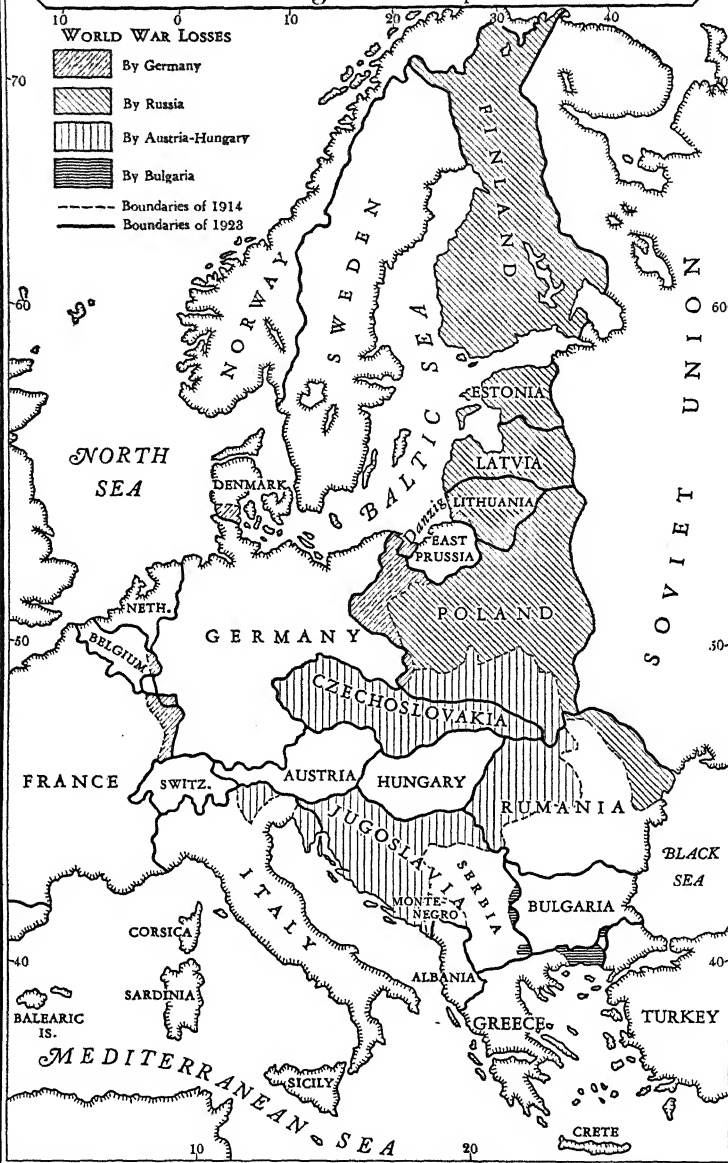 10 0 10 20 30 40
WORLD WAR LOSSES
By Germany
By Russia
By Austria-Hungary
By Bulgaria
Boundaries of 1914
Boundaries of 1923
70
60
60
50
50
40
40
FINLAND
NORWAY
SWEDEN
BALTIC SEA
SOVIET UNION
NORTH
SEA
ESTONIA
LATVIA
LITHUANIA
DENMARK
Danzig
EAST
PRUSSIA
NETH.
BELGIUM
GERMANY
POLAND
CZECHOSLOVAKIA
FRANCE
SWITZ.
AUSTRIA
HUNGARY
RUMANIA
JUGOSLAVIA
SERBIA
MONTE-
NEGRO
BLACK
SEA
BULGARIA
ITALY
CORSICA
SARDINIA
BALEARIC
IS.
ALBANIA
GREECE
TURKEY
MEDITERRANEAN SEA
SICILY
CRETE
10 20